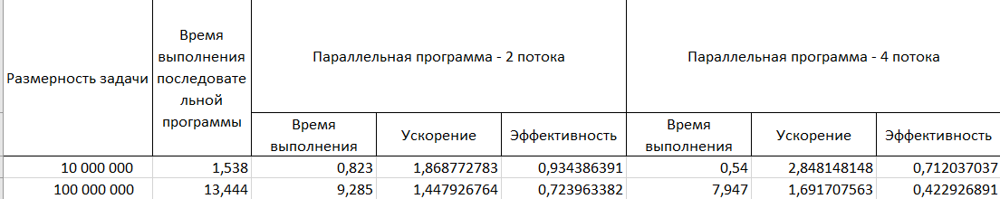 Размерность задачи
Время
выполнения
последовате
льной
программы
Параллельная программа - 2 потока
Параллельная программа - 4 потока
Время
выполнения
Ускорение
Эффективность
Время
выполнения
Ускорение
Эффективность
10 000 000 1,538 0,823 1,868772783 0,934386391 0,54 2,848148148 0,712037037
100 000 000 13,444 9,285 1,447926764 0,723963382 7,947 1,691707563 0,422926891